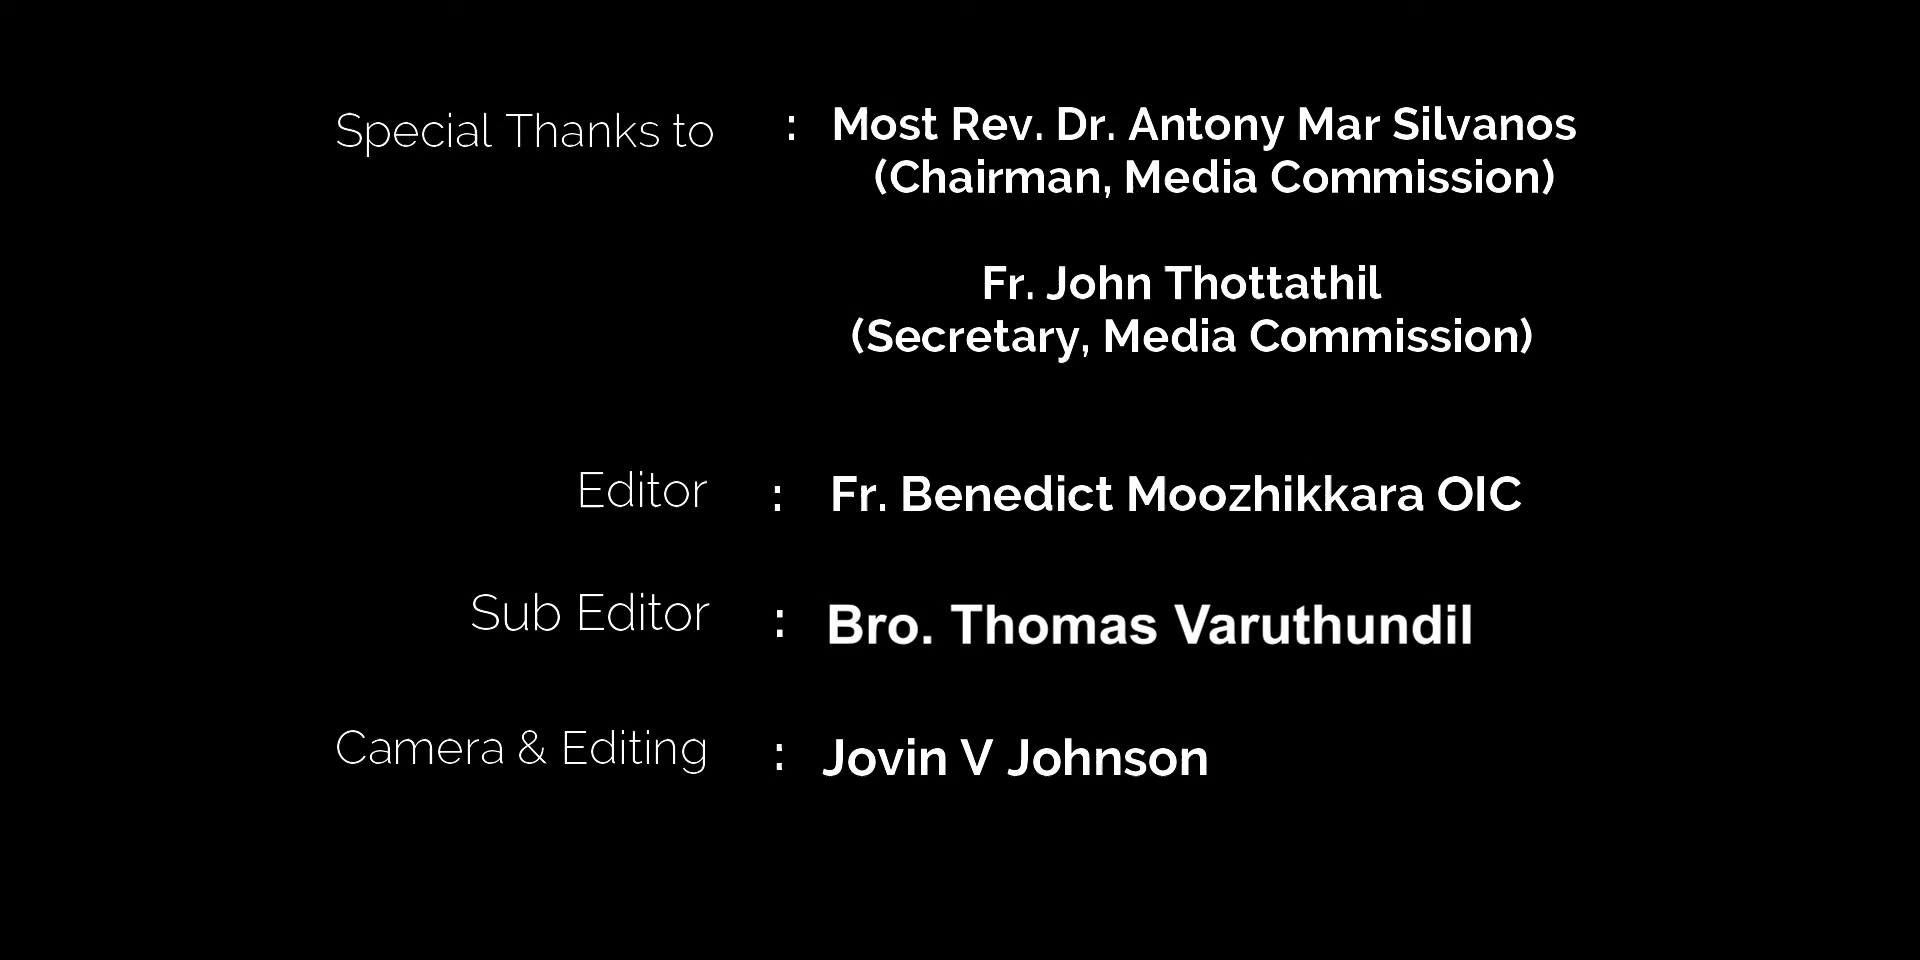 Special Thanks to : Most Rev. Dr. Antony Mar Silvanos
(Chairman, Media Commission)
Fr. John Thottathil
(Secretary, Media Commission)
Editor : Fr. Benedict Moozhikkara OIC
Sub Editor : Bro. Thomas Varuthundil
Camera & Editing : Jovin V Johnson